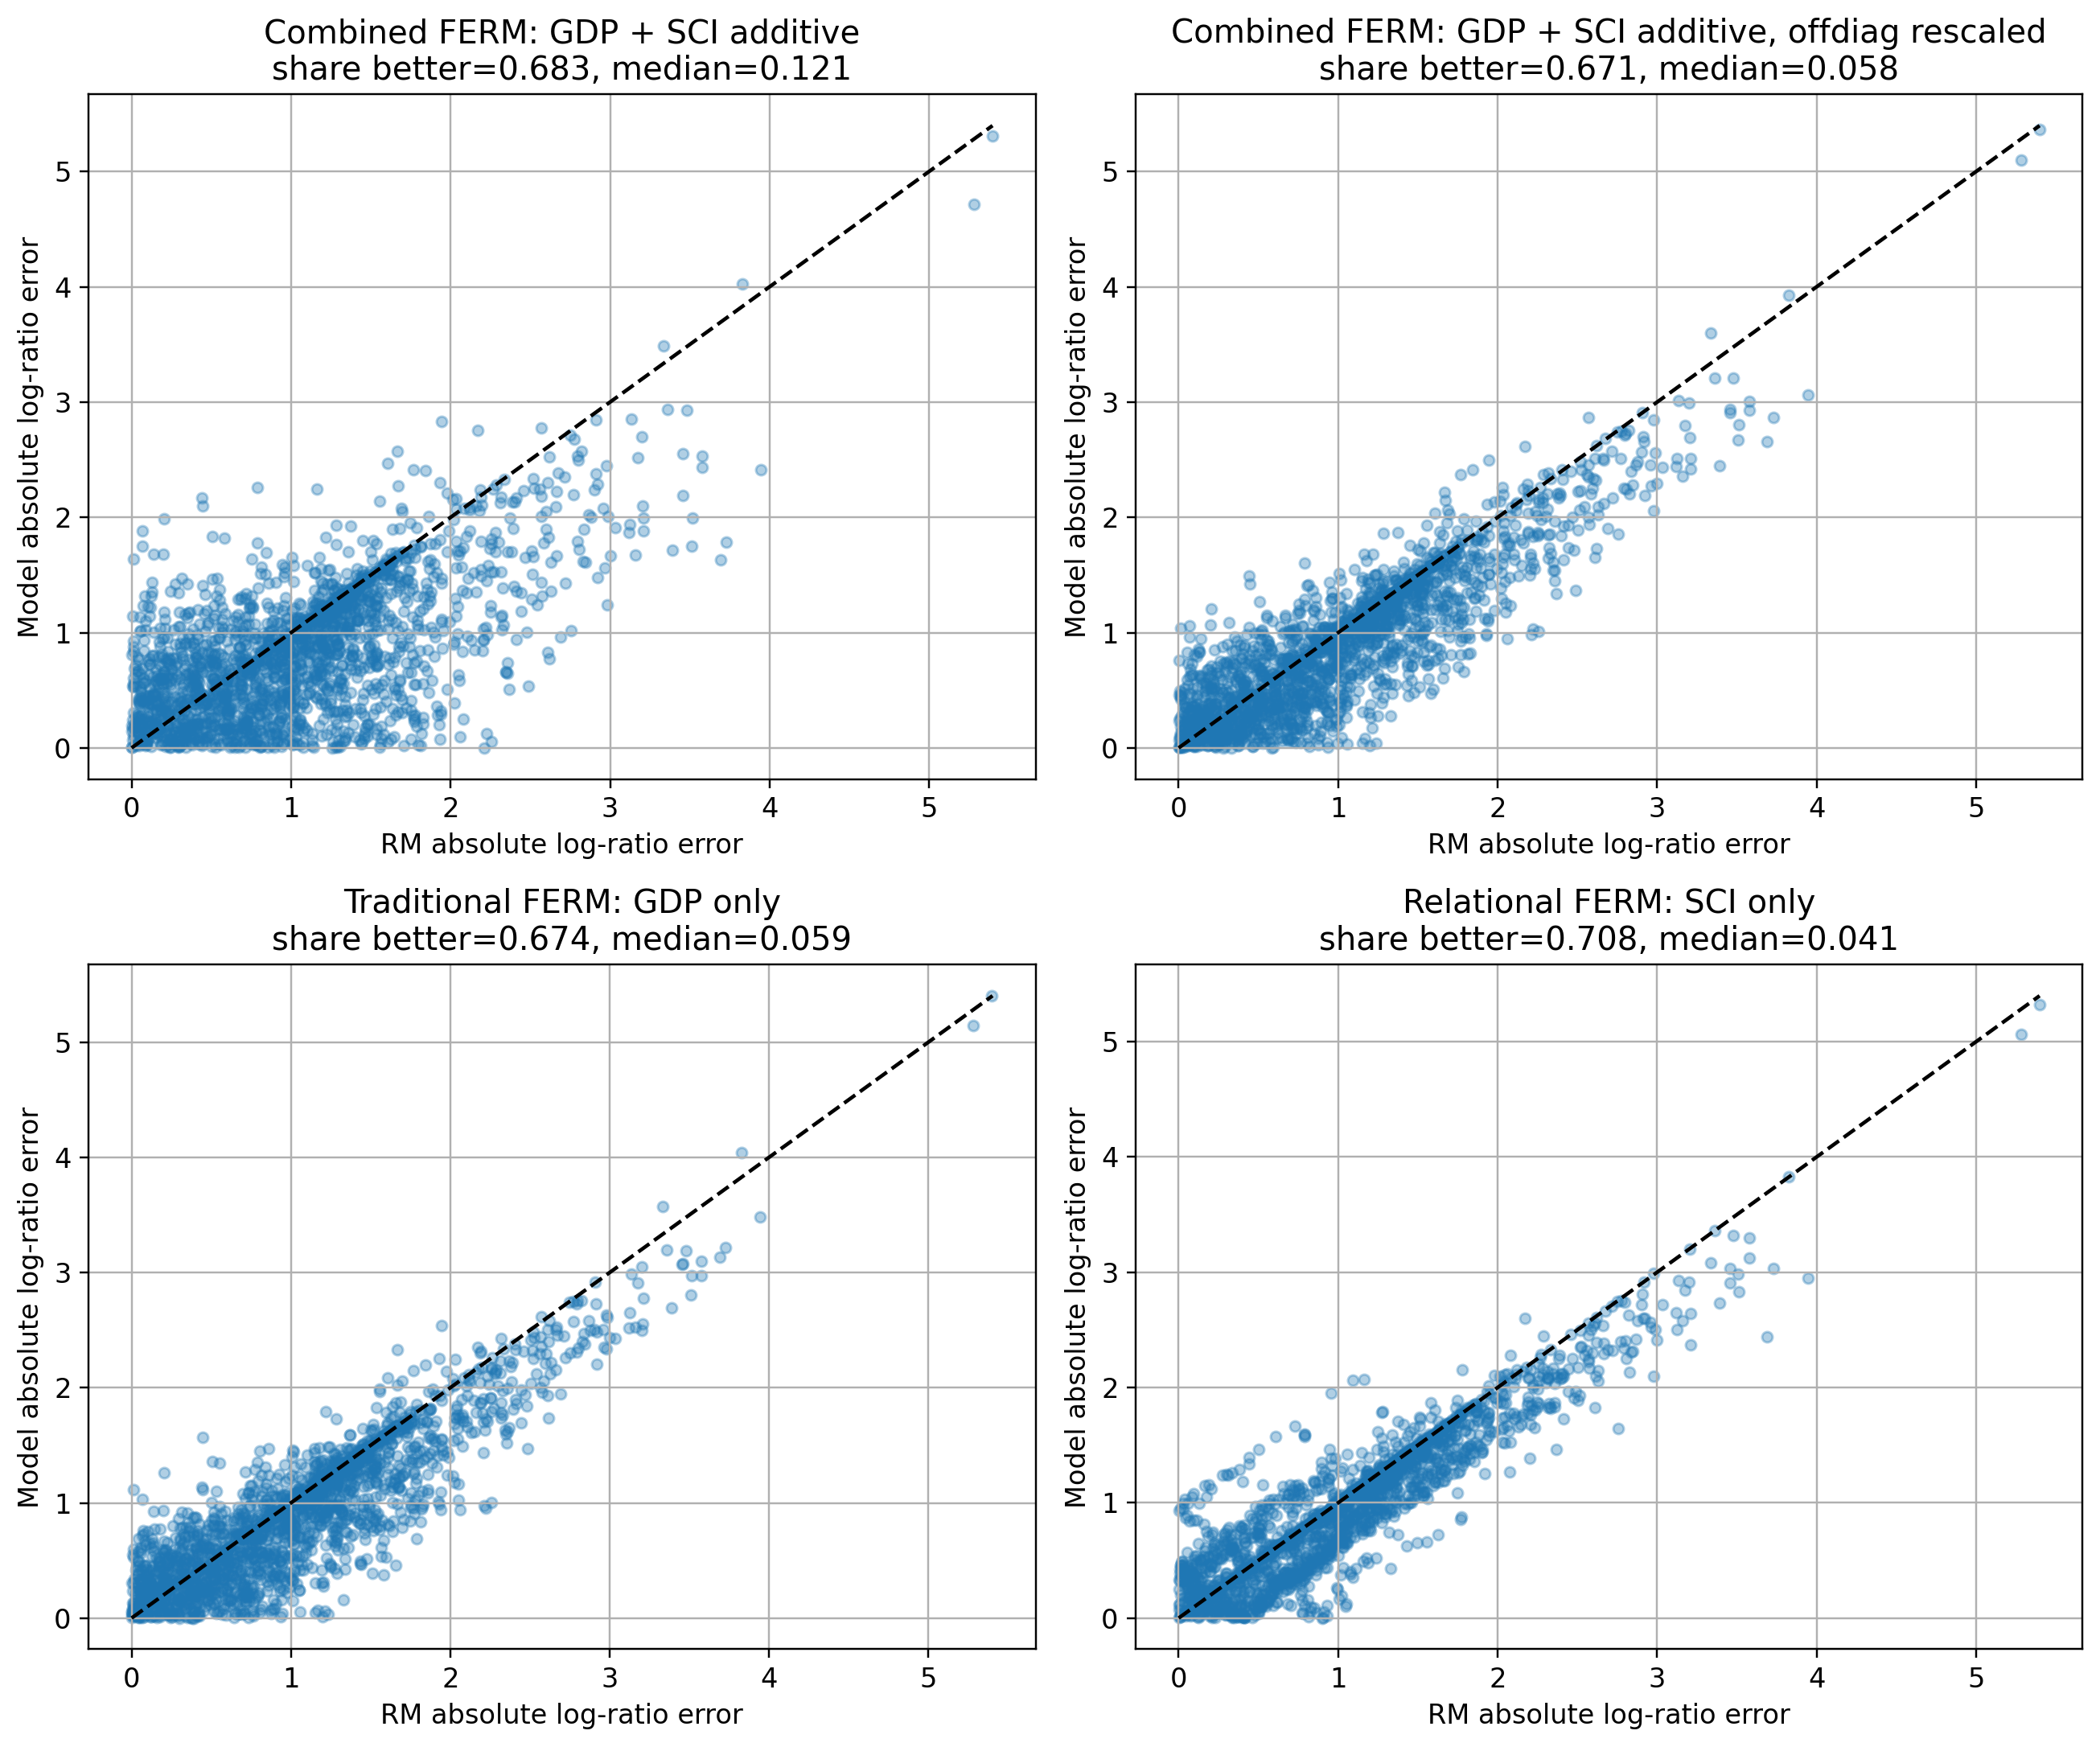 Combined FERM: GDP + SCI additive
share better=0.683, median=0.121
Model absolute log-ratio error
5
4
3
2
1
0
0 1 2 3 4 5
RM absolute log-ratio error
Combined FERM: GDP + SCI additive, offdiag rescaled
share better=0.671, median=0.058
Model absolute log-ratio error
5
4
3
2
1
0
0 1 2 3 4 5
RM absolute log-ratio error
Traditional FERM: GDP only
share better=0.674, median=0.059
Model absolute log-ratio error
5
4
3
2
1
0
0 1 2 3 4 5
RM absolute log-ratio error
Relational FERM: SCI only
share better=0.708, median=0.041
Model absolute log-ratio error
5
4
3
2
1
0
0 1 2 3 4 5
RM absolute log-ratio error